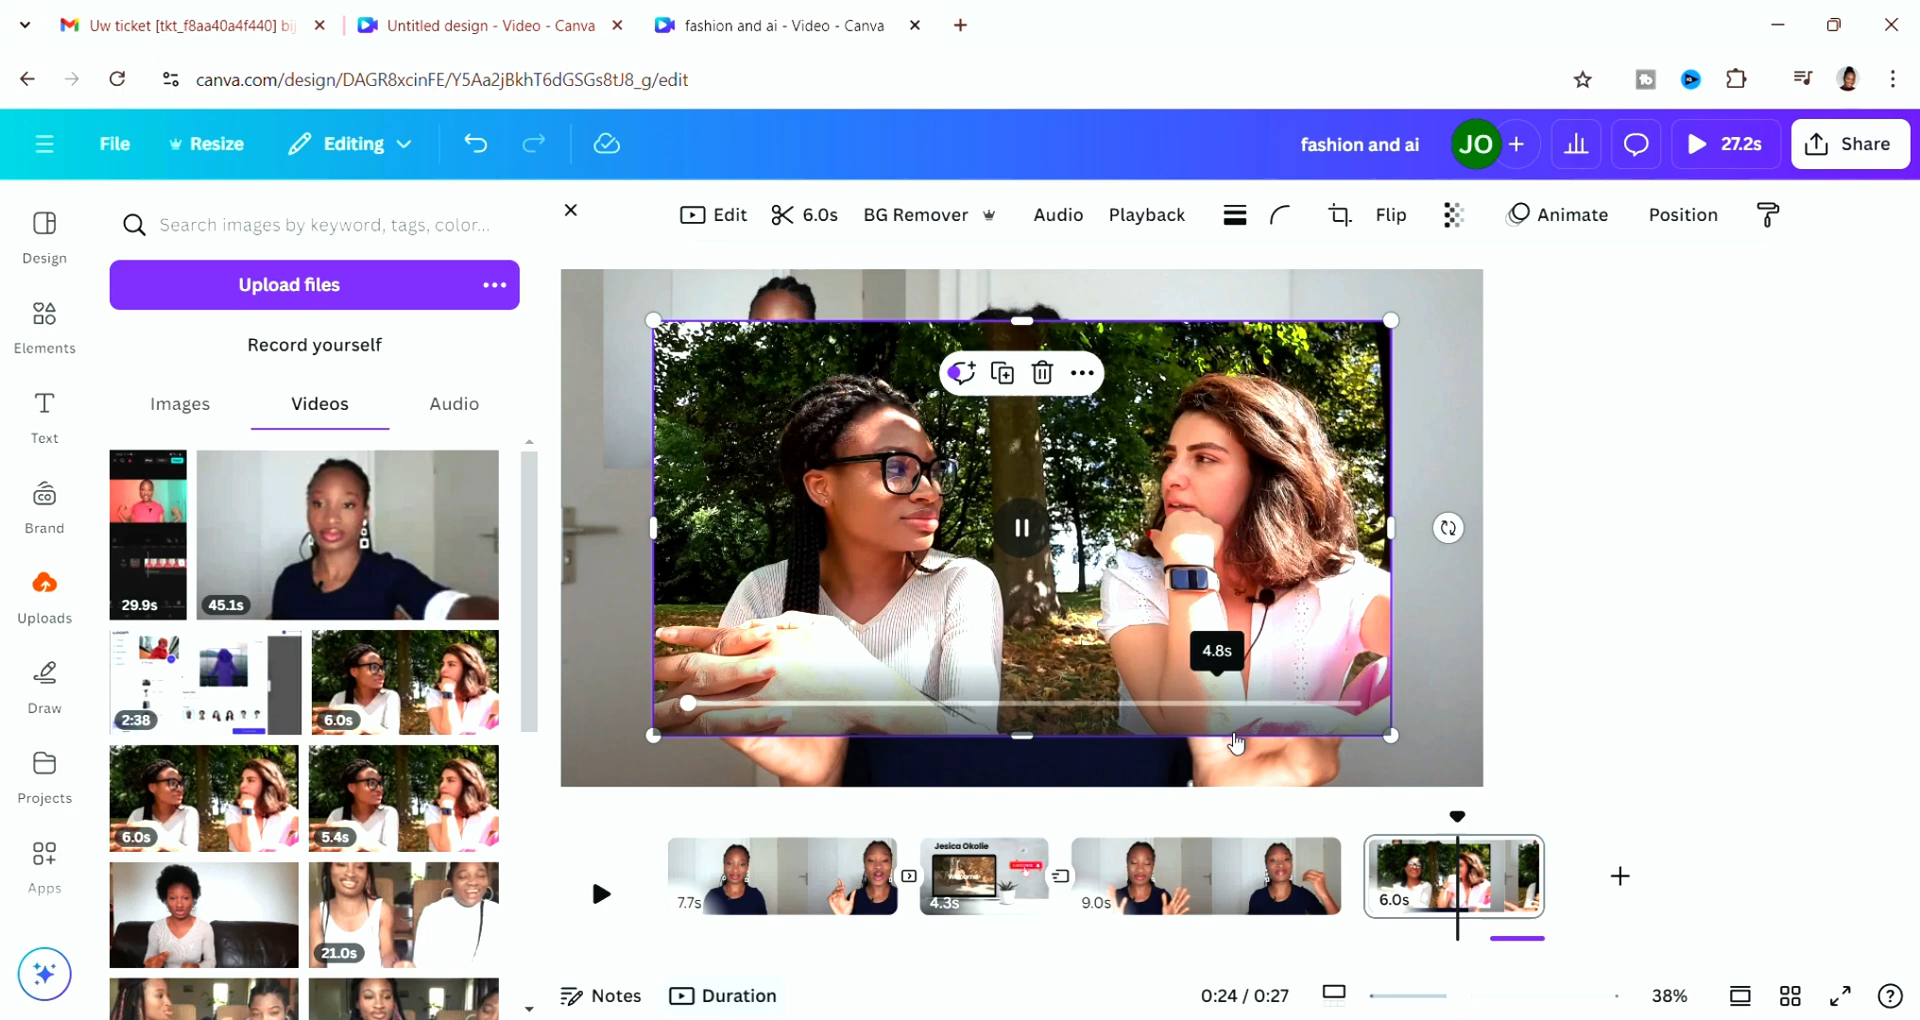 Uw ticket [tkt_f8aa40a4f440] bij
Untitled design - Video - Canva
fashion and ai - Video - Canva
canva.com/design/DAGR8xcinFE/Y5Aa2jBkhT6dGSGs8tJ8_g/edit
File
Resize
Editing
fashion and ai
JO
27.2s
Share
Design
Elements
Text
Brand
Uploads
Draw
Projects
Apps
Search images by keyword, tags, color...
Upload files
Record yourself
Images
Videos
Audio
29.9s
45.1s
2:38
6.0s
6.0s
5.4s
21.0s
Edit
6.0s
BG Remover
Audio
Playback
Flip
Animate
Position
4.8s
7.7s
Jesica Okolie
4.3s
9.0s
6.0s
Notes
Duration
0:24 / 0:27
38%